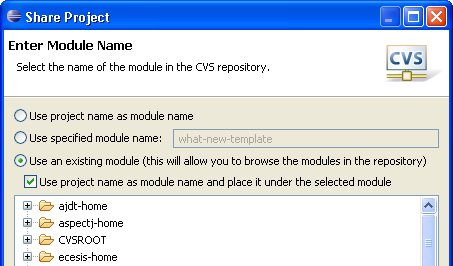 Share Project
Enter Module Name
Select the name of the module in the CVS repository.
CVS
Use project name as module name
Use specified module name: what-new-template
Use an existing module (this will allow you to browse the modules in the repository)
Use project name as module name and place it under the selected module
ajdt-home
aspectj-home
CVSROOT
ecesis-home